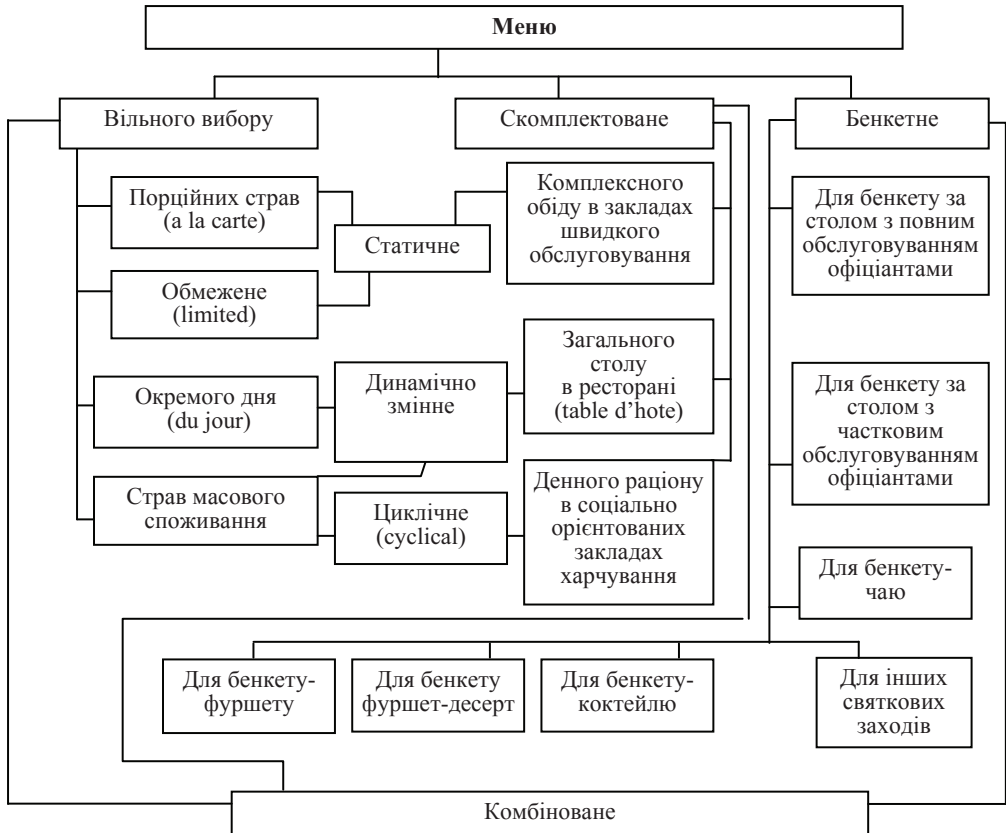 Меню
Вільного вибору
Скомплектоване
Бенкетне
Порційних страв
(a la carte)
Статичне
Комплексного
обіду в закладах
швидкого
обслуговування
Для бенкету за
столом з повним
обслуговуванням
офіціантами
Обмежене
(limited)
Окремого дня
(du jour)
Динамічно
змінне
Загального
столу
в ресторані
(table d’hote)
Для бенкету за
столом з
частковим
обслуговуванням
офіціантами
Страв масового
споживання
Циклічне
(cyclical)
Денного раціону
в соціально
орієнтованих
закладах
харчування
Для бенкету-
чаю
Для бенкету-
фуршету
Для бенкету
фуршет-десерт
Для бенкету-
коктейлю
Для інших
святкових
заходів
Комбіноване